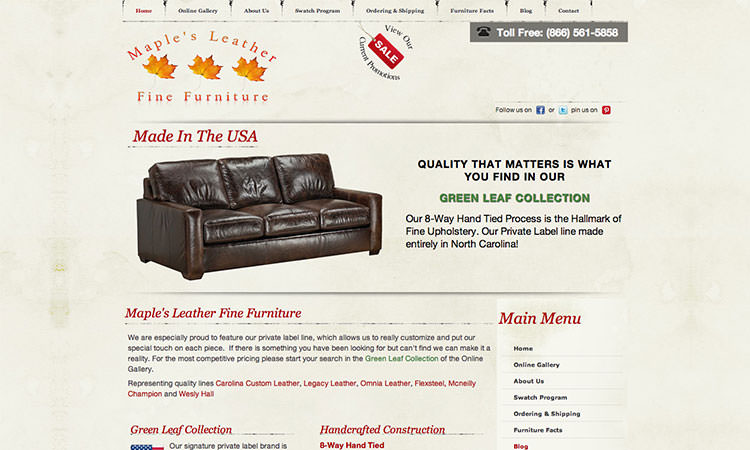 Home
Online Gallery
About Us
Swatch Program
Ordering & Shipping
Furniture Facts
Blog
Contact
Maple's Leather
Fine Furniture
View Our
SALE
Current Promotions
Toll Free: (866) 561-5858
Follow us on or pin us on
Made In The USA
QUALITY THAT MATTERS IS WHAT
YOU FIND IN OUR
GREEN LEAF COLLECTION
Our 8-Way Hand Tied Process is the Hallmark of
Fine Upholstery. Our Private Label line made
entirely in North Carolina!
Maple's Leather Fine Furniture
We are especially proud to feature our private label line, which allows us to really customize and put our
special touch on each piece. If there is something you have been looking for but can't find we can make it a
reality. For the most competitive pricing please start your search in the Green Leaf Collection of the Online
Gallery.
Representing quality lines Carolina Custom Leather, Legacy Leather, Omnia Leather, Flexsteel, Mcneilly
Champion and Wesly Hall
Green Leaf Collection
Our signature private label brand is
Handcrafted Construction
8-Way Hand Tied
Main Menu
Home
Online Gallery
About Us
Swatch Program
Ordering & Shipping
Furniture Facts
Blog